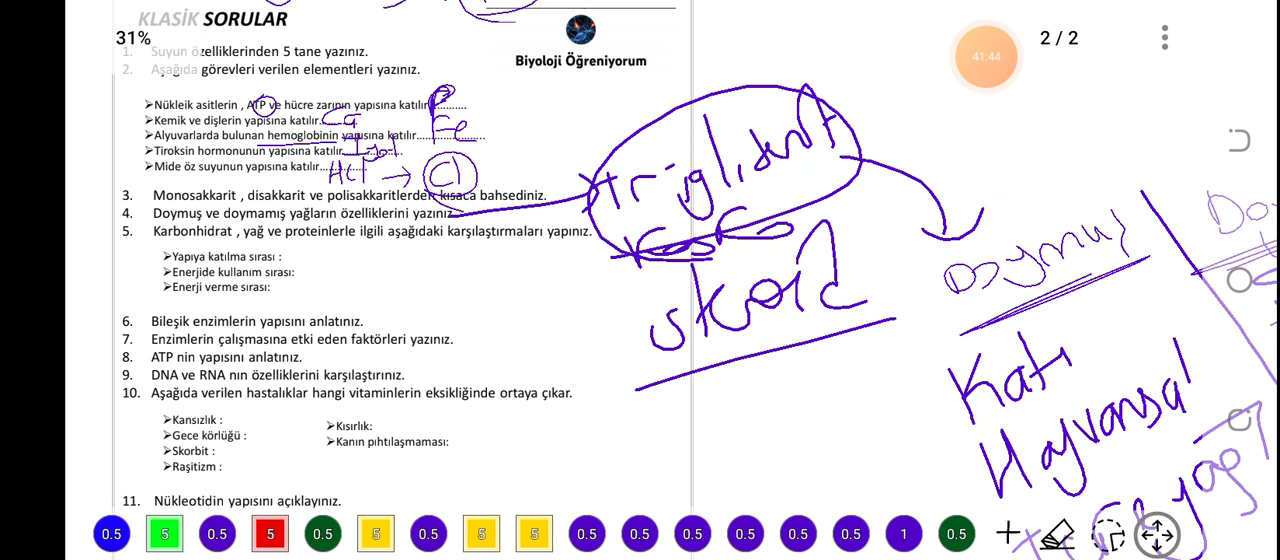 KLASİK SORULAR
31%
2 / 2
41:44
1. Suyun özelliklerinden 5 tane yazınız.
2. Aşağıda görevleri verilen elementleri yazınız.
Biyoloji Öğreniyorum
➢Nükleik asitlerin , ATP ve hücre zarının yapısına katılır............ P
➢Kemik ve dişlerin yapısına katılır. Ca
➢Alyuvarlarda bulunan hemoglobinin yapısına katılır...................... Fe
➢Tiroksin hormonunun yapısına katılır.
➢Mide öz suyunun yapısına katılır............. HCl → Cl
3. Monosakkarit , disakkarit ve polisakkaritlerden kısaca bahsediniz.
4. Doymuş ve doymamış yağların özelliklerini yazınız.
5. Karbonhidrat , yağ ve proteinlerle ilgili aşağıdaki karşılaştırmaları yapınız.
➢Yapıya katılma sırası :
➢Enerjide kullanım sırası:
➢Enerji verme sırası:
6. Bileşik enzimlerin yapısını anlatınız.
7. Enzimlerin çalışmasına etki eden faktörleri yazınız.
8. ATP nin yapısını anlatınız.
9. DNA ve RNA nın özelliklerini karşılaştırınız.
10. Aşağıda verilen hastalıklar hangi vitaminlerin eksikliğinde ortaya çıkar.
➢Kansızlık :
➢Gece körlüğü :
➢Skorbit :
➢Raşitizm :
➢Kısırlık:
➢Kanın pıhtılaşmaması:
11. Nükleotidin yapısını açıklayınız.
Doymuş
Katı
Hayvansal
0.5 5 0.5 5 0.5 5 0.5 5 5 0.5 0.5 0.5 0.5 0.5 0.5 1 0.5